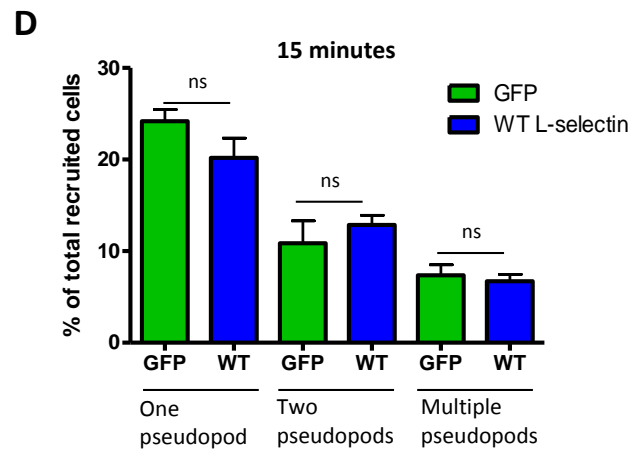 D
15 minutes
% of total recruited cells
30
20
10
0
ns
ns
ns
GFP
WT L-selectin
GFP WT GFP WT GFP WT
One Two Multiple
pseudopod pseudopods pseudopods